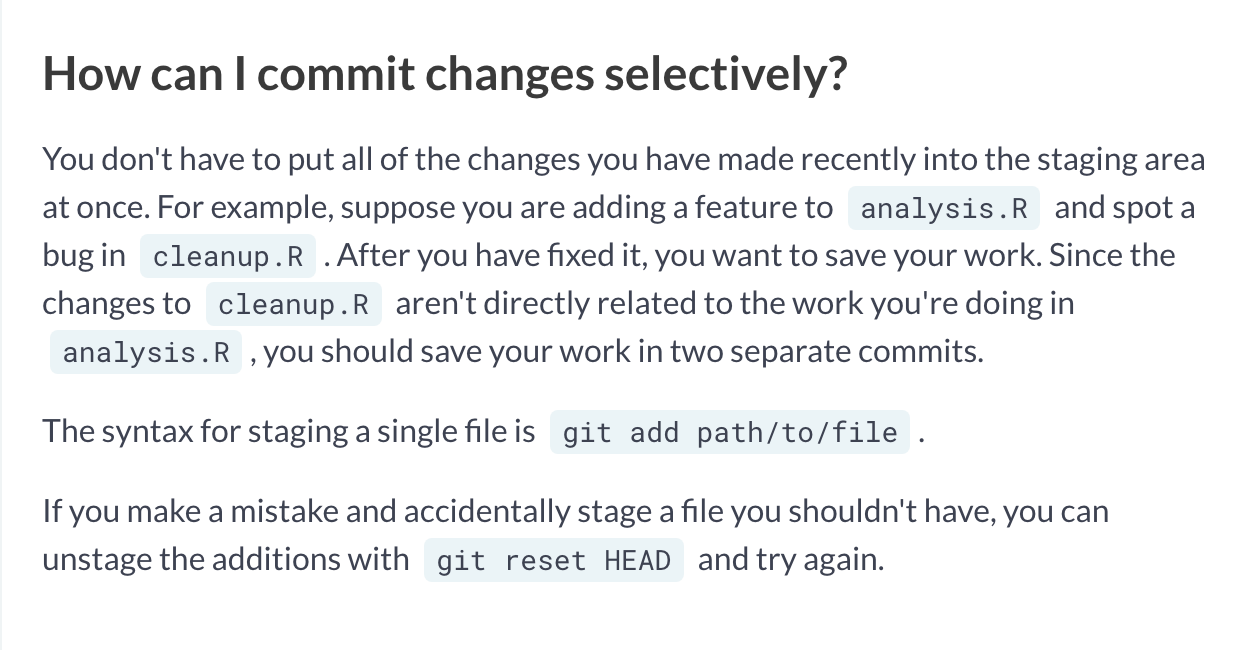 How can I commit changes selectively?
You don't have to put all of the changes you have made recently into the staging area
at once. For example, suppose you are adding a feature to analysis.R and spot a
bug in cleanup.R . After you have fixed it, you want to save your work. Since the
changes to cleanup.R aren't directly related to the work you're doing in
analysis.R , you should save your work in two separate commits.
The syntax for staging a single file is git add path/to/file .
If you make a mistake and accidentally stage a file you shouldn't have, you can
unstage the additions with git reset HEAD and try again.